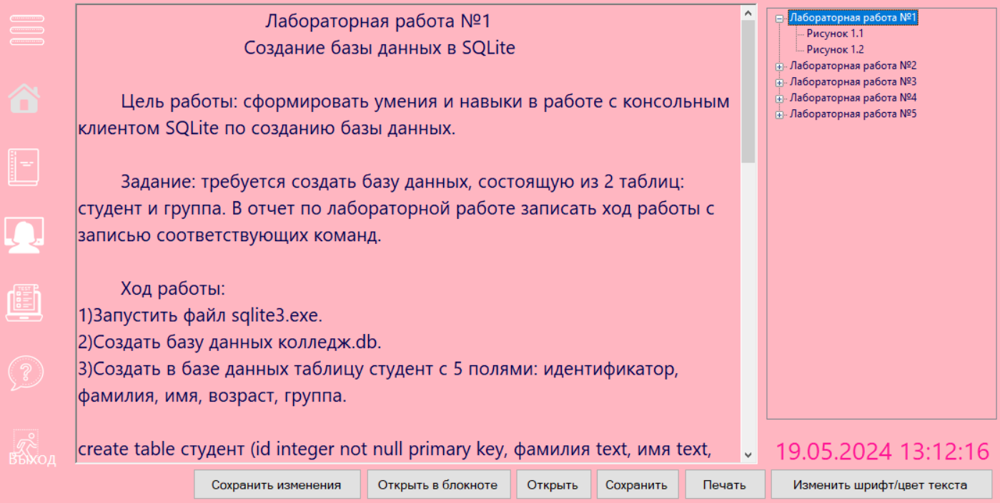 Лабораторная работа №1
Создание базы данных в SQLite
Цель работы: сформировать умения и навыки в работе с консольным
клиентом SQLite по созданию базы данных.
Задание: требуется создать базу данных, состоящую из 2 таблиц:
студент и группа. В отчет по лабораторной работе записать ход работы с
записью соответствующих команд.
Ход работы:
1)Запустить файл sqlite3.exe.
2)Создать базу данных колледж.db.
3)Создать в базе данных таблицу студент с 5 полями: идентификатор,
фамилия, имя, возраст, группа.
create table студент (id integer not null primary key, фамилия text, имя text,
Лабораторная работа №1
Рисунок 1.1
Рисунок 1.2
Лабораторная работа №2
Лабораторная работа №3
Лабораторная работа №4
Лабораторная работа №5
TEST
?
ВЫХОД
19.05.2024 13:12:16
Сохранить изменения
Открыть в блокноте
Открыть
Сохранить
Печать
Изменить шрифт/цвет текста